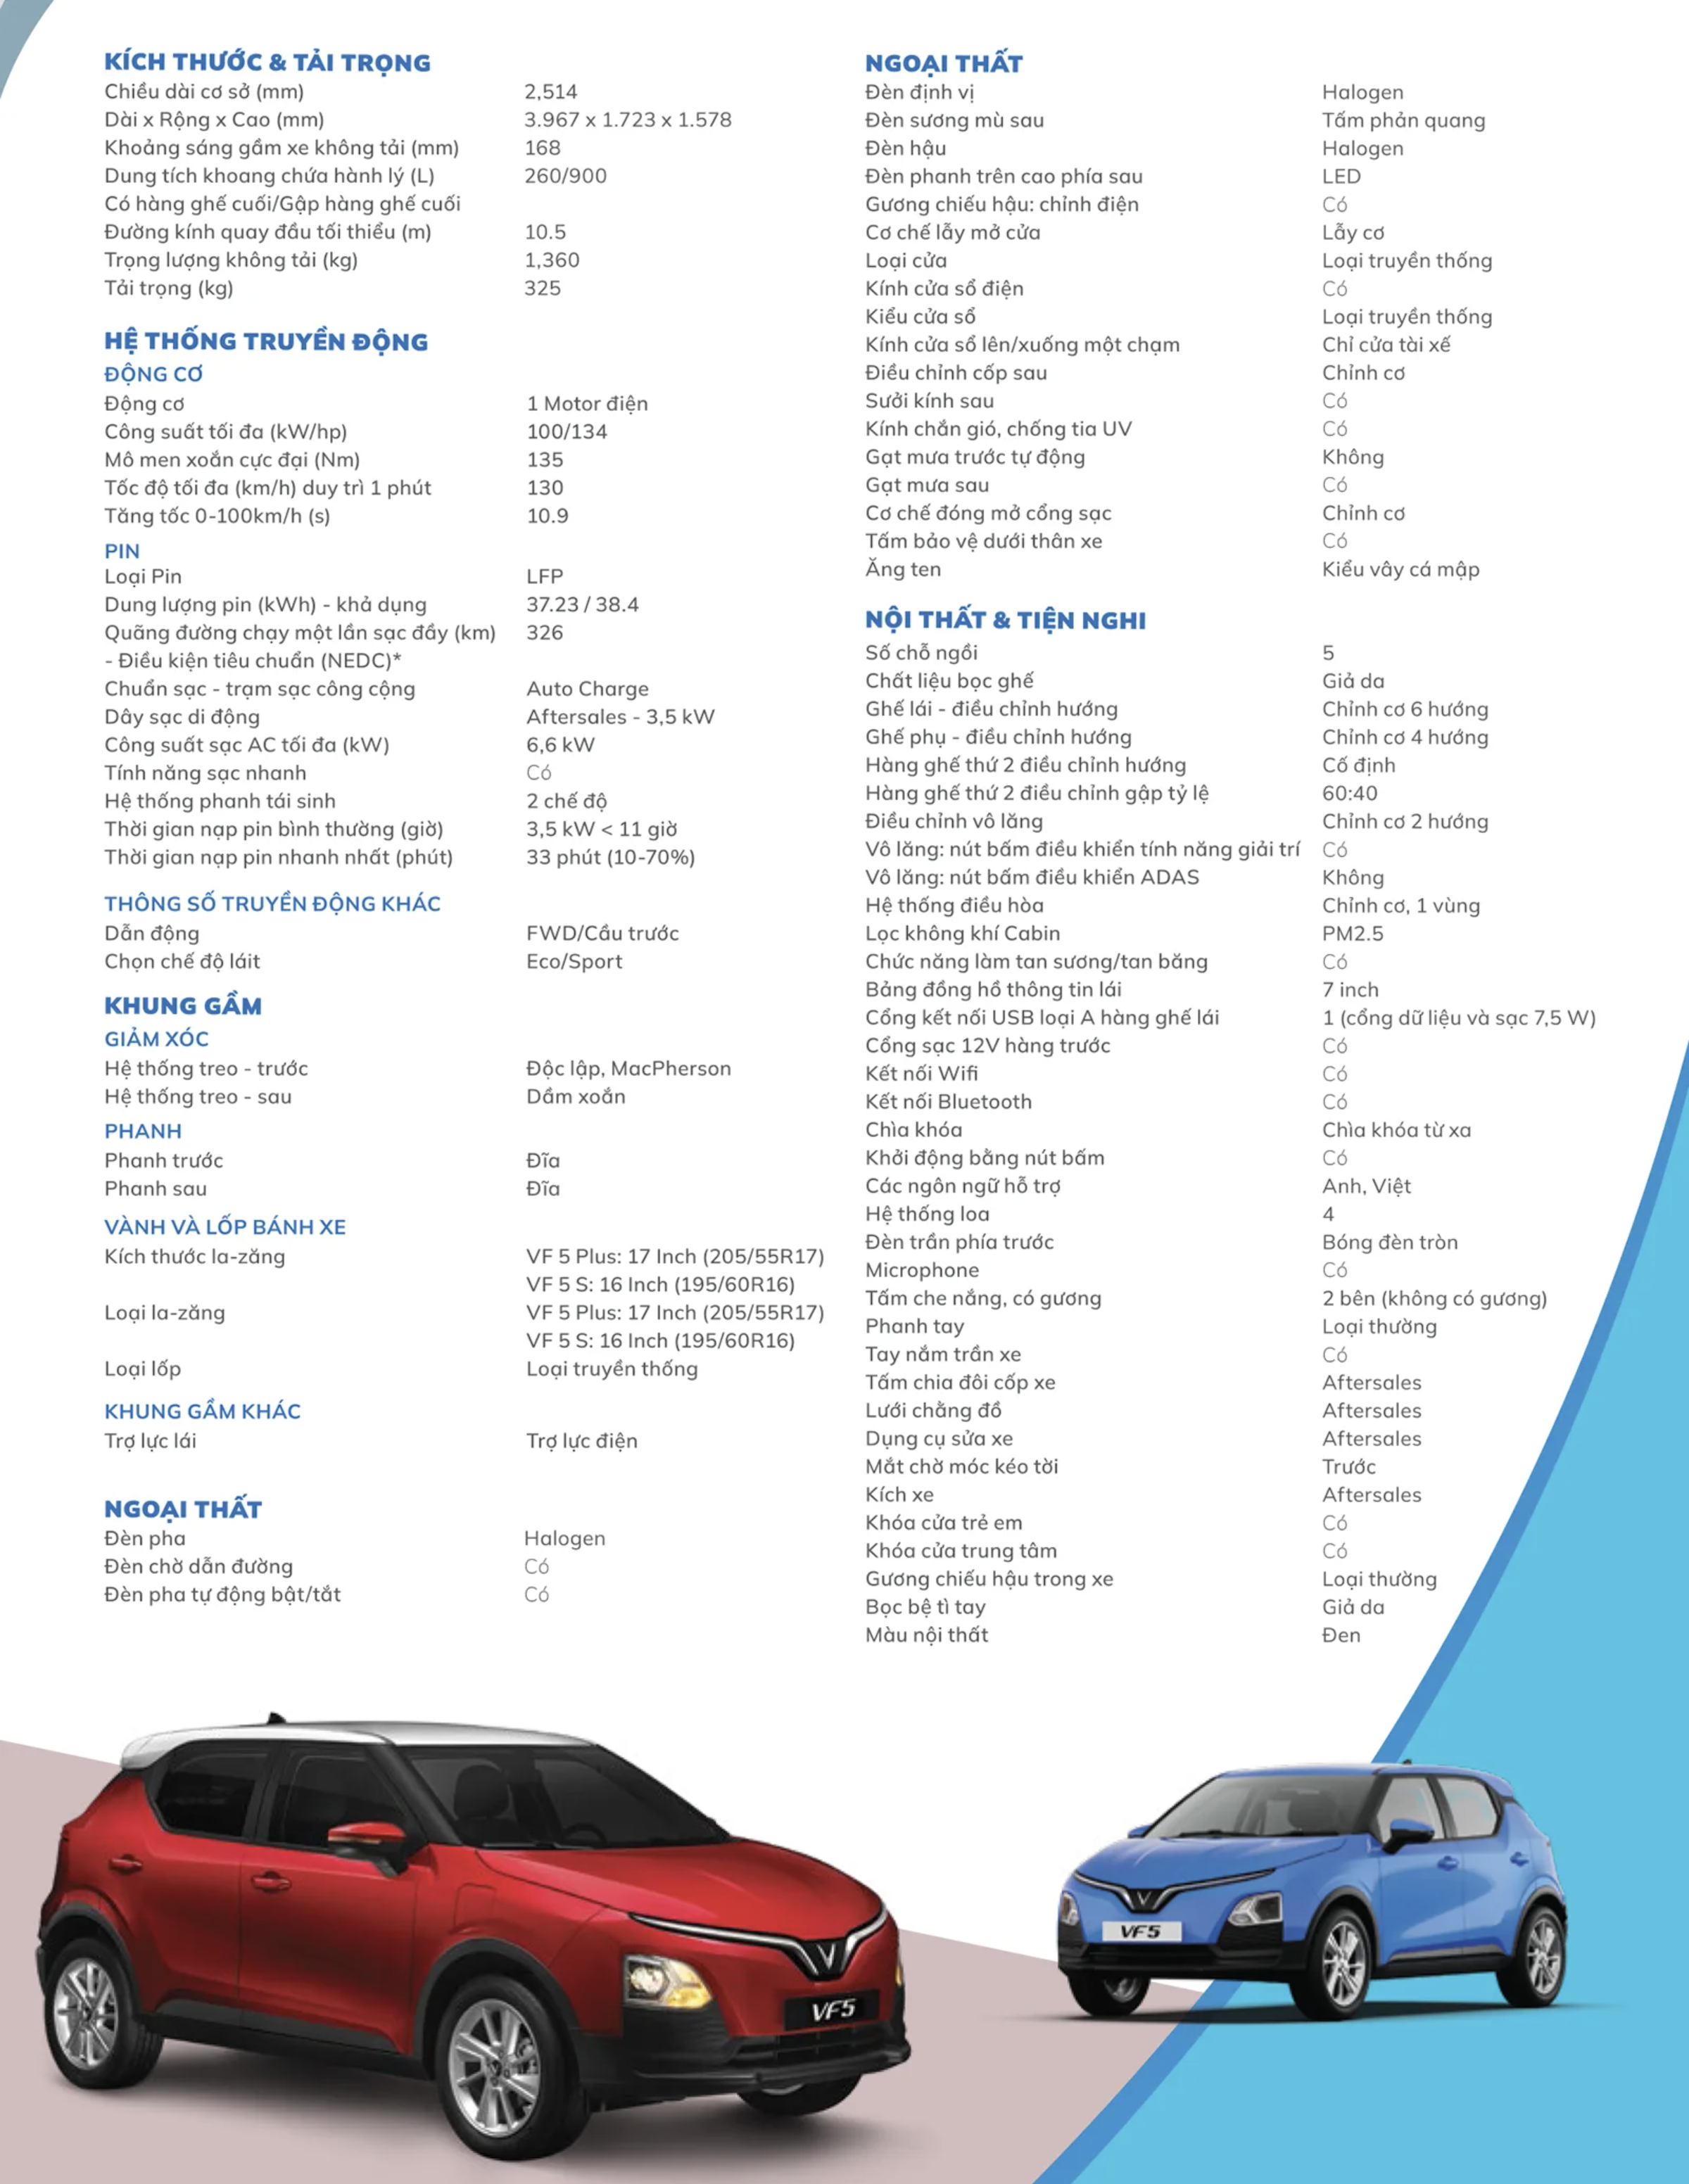 KÍCH THƯỚC & TẢI TRỌNG
Chiều dài cơ sở (mm) 2,514
Dài x Rộng x Cao (mm) 3.967 x 1.723 x 1.578
Khoảng sáng gầm xe không tải (mm) 168
Dung tích khoang chứa hành lý (L) 260/900
Có hàng ghế cuối/Gập hàng ghế cuối
Đường kính quay đầu tối thiểu (m) 10.5
Trọng lượng không tải (kg) 1,360
Tải trọng (kg) 325
HỆ THỐNG TRUYỀN ĐỘNG
ĐỘNG CƠ
Động cơ 1 Motor điện
Công suất tối đa (kW/hp) 100/134
Mô men xoắn cực đại (Nm) 135
Tốc độ tối đa (km/h) duy trì 1 phút 130
Tăng tốc 0-100km/h (s) 10.9
PIN
Loại Pin LFP
Dung lượng pin (kWh) - khả dụng 37.23 / 38.4
Quãng đường chạy một lần sạc đầy (km) 326
- Điều kiện tiêu chuẩn (NEDC)*
Chuẩn sạc - trạm sạc công cộng Auto Charge
Dây sạc di động Aftersales - 3,5 kW
Công suất sạc AC tối đa (kW) 6,6 kW
Tính năng sạc nhanh Có
Hệ thống phanh tái sinh 2 chế độ
Thời gian nạp pin bình thường (giờ) 3,5 kW < 11 giờ
Thời gian nạp pin nhanh nhất (phút) 33 phút (10-70%)
THÔNG SỐ TRUYỀN ĐỘNG KHÁC
Dẫn động FWD/Cầu trước
Chọn chế độ láit Eco/Sport
KHUNG GẦM
GIẢM XÓC
Hệ thống treo - trước Độc lập, MacPherson
Hệ thống treo - sau Dầm xoắn
PHANH
Phanh trước Đĩa
Phanh sau Đĩa
VÀNH VÀ LỐP BÁNH XE
Kích thước la-zăng VF 5 Plus: 17 Inch (205/55R17)
VF 5 S: 16 Inch (195/60R16)
Loại la-zăng VF 5 Plus: 17 Inch (205/55R17)
VF 5 S: 16 Inch (195/60R16)
Loại lốp Loại truyền thống
KHUNG GẦM KHÁC
Trợ lực lái Trợ lực điện
NGOẠI THẤT
Đèn pha Halogen
Đèn chờ dẫn đường Có
Đèn pha tự động bật/tắt Có
NGOẠI THẤT
Đèn định vị Halogen
Đèn sương mù sau Tấm phản quang
Đèn hậu Halogen
Đèn phanh trên cao phía sau LED
Gương chiếu hậu: chỉnh điện Có
Cơ chế lẫy mở cửa Lẫy cơ
Loại cửa Loại truyền thống
Kính cửa sổ điện Có
Kiểu cửa sổ Loại truyền thống
Kính cửa sổ lên/xuống một chạm Chỉ cửa tài xế
Điều chỉnh cốp sau Chỉnh cơ
Sưởi kính sau Có
Kính chắn gió, chống tia UV Có
Gạt mưa trước tự động Không
Gạt mưa sau Có
Cơ chế đóng mở cổng sạc Chỉnh cơ
Tấm bảo vệ dưới thân xe Có
Ăng ten Kiểu vây cá mập
NỘI THẤT & TIỆN NGHI
Số chỗ ngồi 5
Chất liệu bọc ghế Giả da
Ghế lái - điều chỉnh hướng Chỉnh cơ 6 hướng
Ghế phụ - điều chỉnh hướng Chỉnh cơ 4 hướng
Hàng ghế thứ 2 điều chỉnh hướng Cố định
Hàng ghế thứ 2 điều chỉnh gập tỷ lệ 60:40
Điều chỉnh vô lăng Chỉnh cơ 2 hướng
Vô lăng: nút bấm điều khiển tính năng giải trí Có
Vô lăng: nút bấm điều khiển ADAS Không
Hệ thống điều hòa Chỉnh cơ, 1 vùng
Lọc không khí Cabin PM2.5
Chức năng làm tan sương/tan băng Có
Bảng đồng hồ thông tin lái 7 inch
Cổng kết nối USB loại A hàng ghế lái 1 (cổng dữ liệu và sạc 7,5 W)
Cổng sạc 12V hàng trước Có
Kết nối Wifi Có
Kết nối Bluetooth Có
Chìa khóa Chìa khóa từ xa
Khởi động bằng nút bấm Có
Các ngôn ngữ hỗ trợ Anh, Việt
Hệ thống loa 4
Đèn trần phía trước Bóng đèn tròn
Microphone Có
Tấm che nắng, có gương 2 bên (không có gương)
Phanh tay Loại thường
Tay nắm trần xe Có
Tấm chia đôi cốp xe Aftersales
Lưới chằng đồ Aftersales
Dụng cụ sửa xe Aftersales
Mắt chờ móc kéo tời Trước
Kích xe Aftersales
Khóa cửa trẻ em Có
Khóa cửa trung tâm Có
Gương chiếu hậu trong xe Loại thường
Bọc bệ tì tay Giả da
Màu nội thất Đen
VF5
VF5